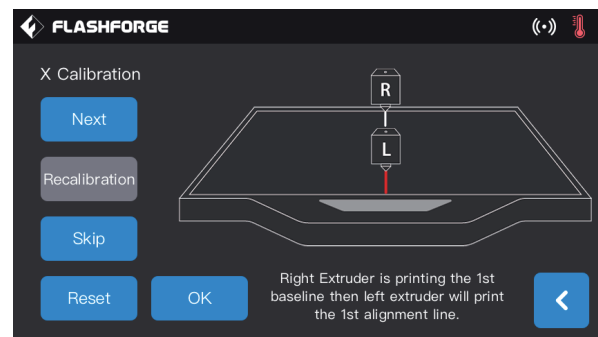 FLASHFORGE
X Calibration
Next
Recalibration
Skip
Reset
OK
R
L
Right Extruder is printing the 1st
baseline then left extruder will print
the 1st alignment line.